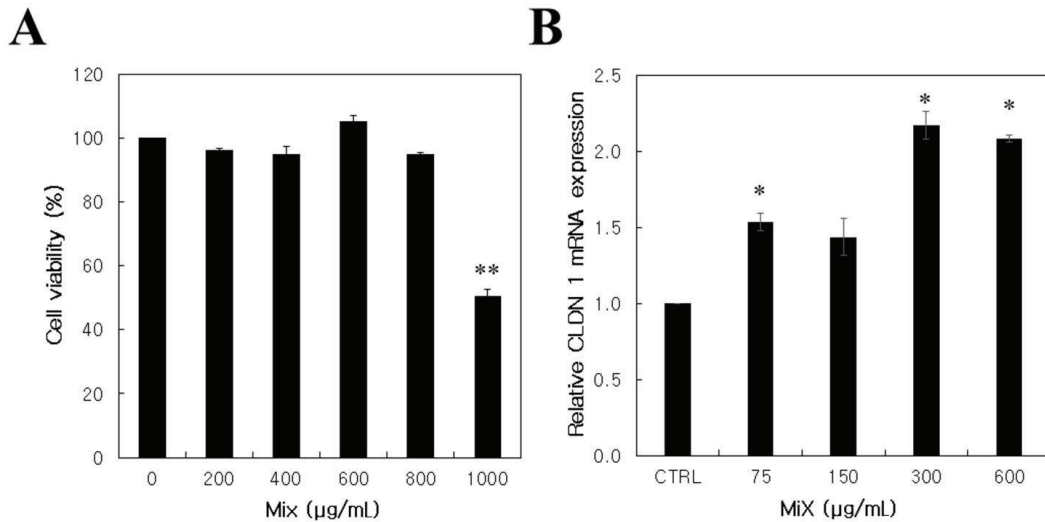 A
B
120
100
80
60
40
20
0
Cell viability (%)
**
0 200 400 600 800 1000
Mix (µg/mL)
2.5
2.0
1.5
1.0
0.5
0.0
Relative CLDN 1 mRNA expression
*
*
*
CTRL 75 150 300 600
MiX (µg/mL)